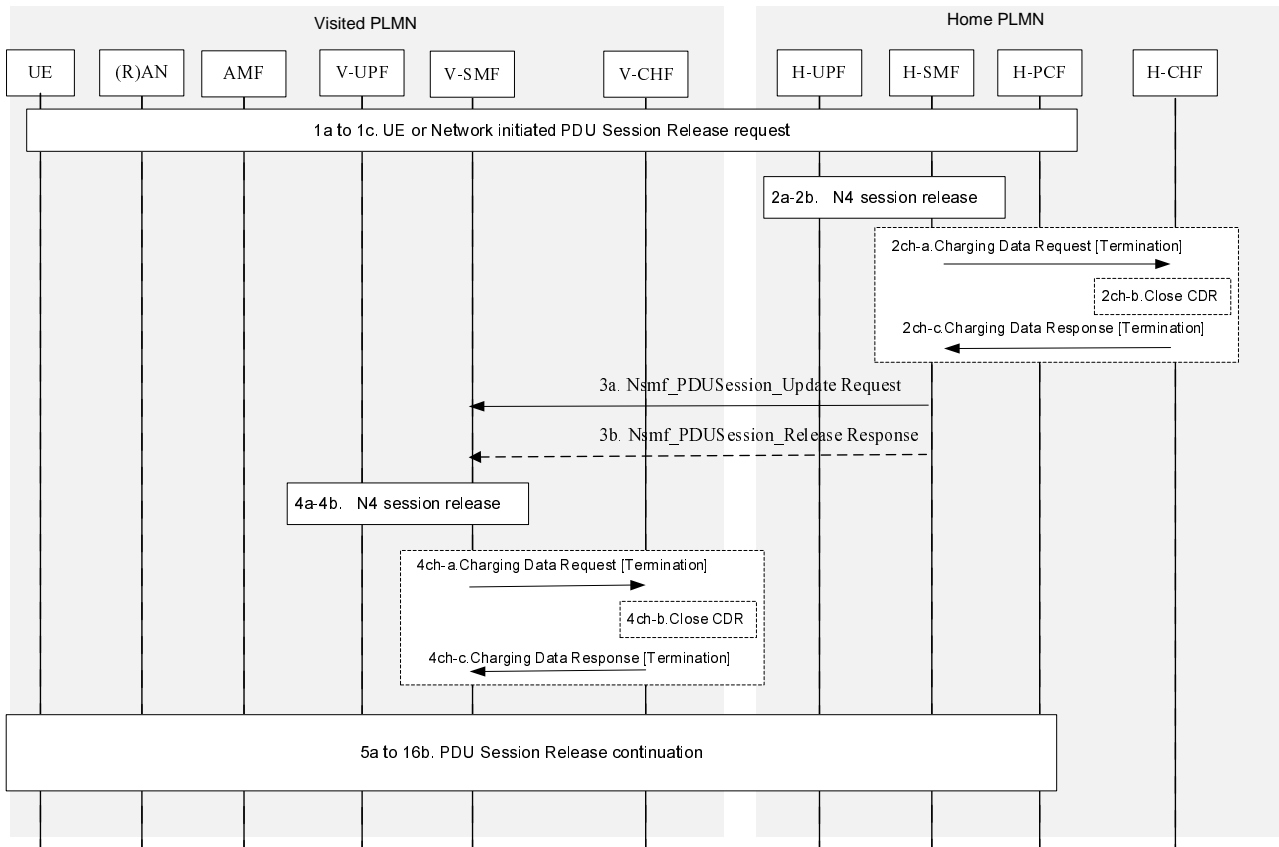 Visited PLMN
Home PLMN
UE
(R)AN
AMF
V-UPF
V-SMF
V-CHF
H-UPF
H-SMF
H-PCF
H-CHF
1a to 1c. UE or Network initiated PDU Session Release request
2a-2b. N4 session release
2ch-a.Charging Data Request [Termination]
2ch-b.Close CDR
2ch-c.Charging Data Response [Termination]
3a. Nsmf_PDUSession_Update Request
3b. Nsmf_PDUSession_Release Response
4a-4b. N4 session release
4ch-a.Charging Data Request [Termination]
4ch-b.Close CDR
4ch-c.Charging Data Response [Termination]
5a to 16b. PDU Session Release continuation